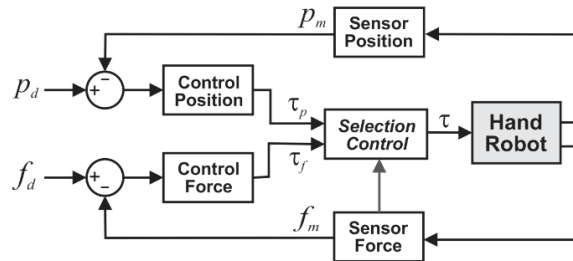 p_m
Sensor
Position
p_d
+
−
Control
Position
τ_p
Selection
Control
τ
Hand
Robot
f_d
+
−
Control
Force
τ_f
f_m
Sensor
Force